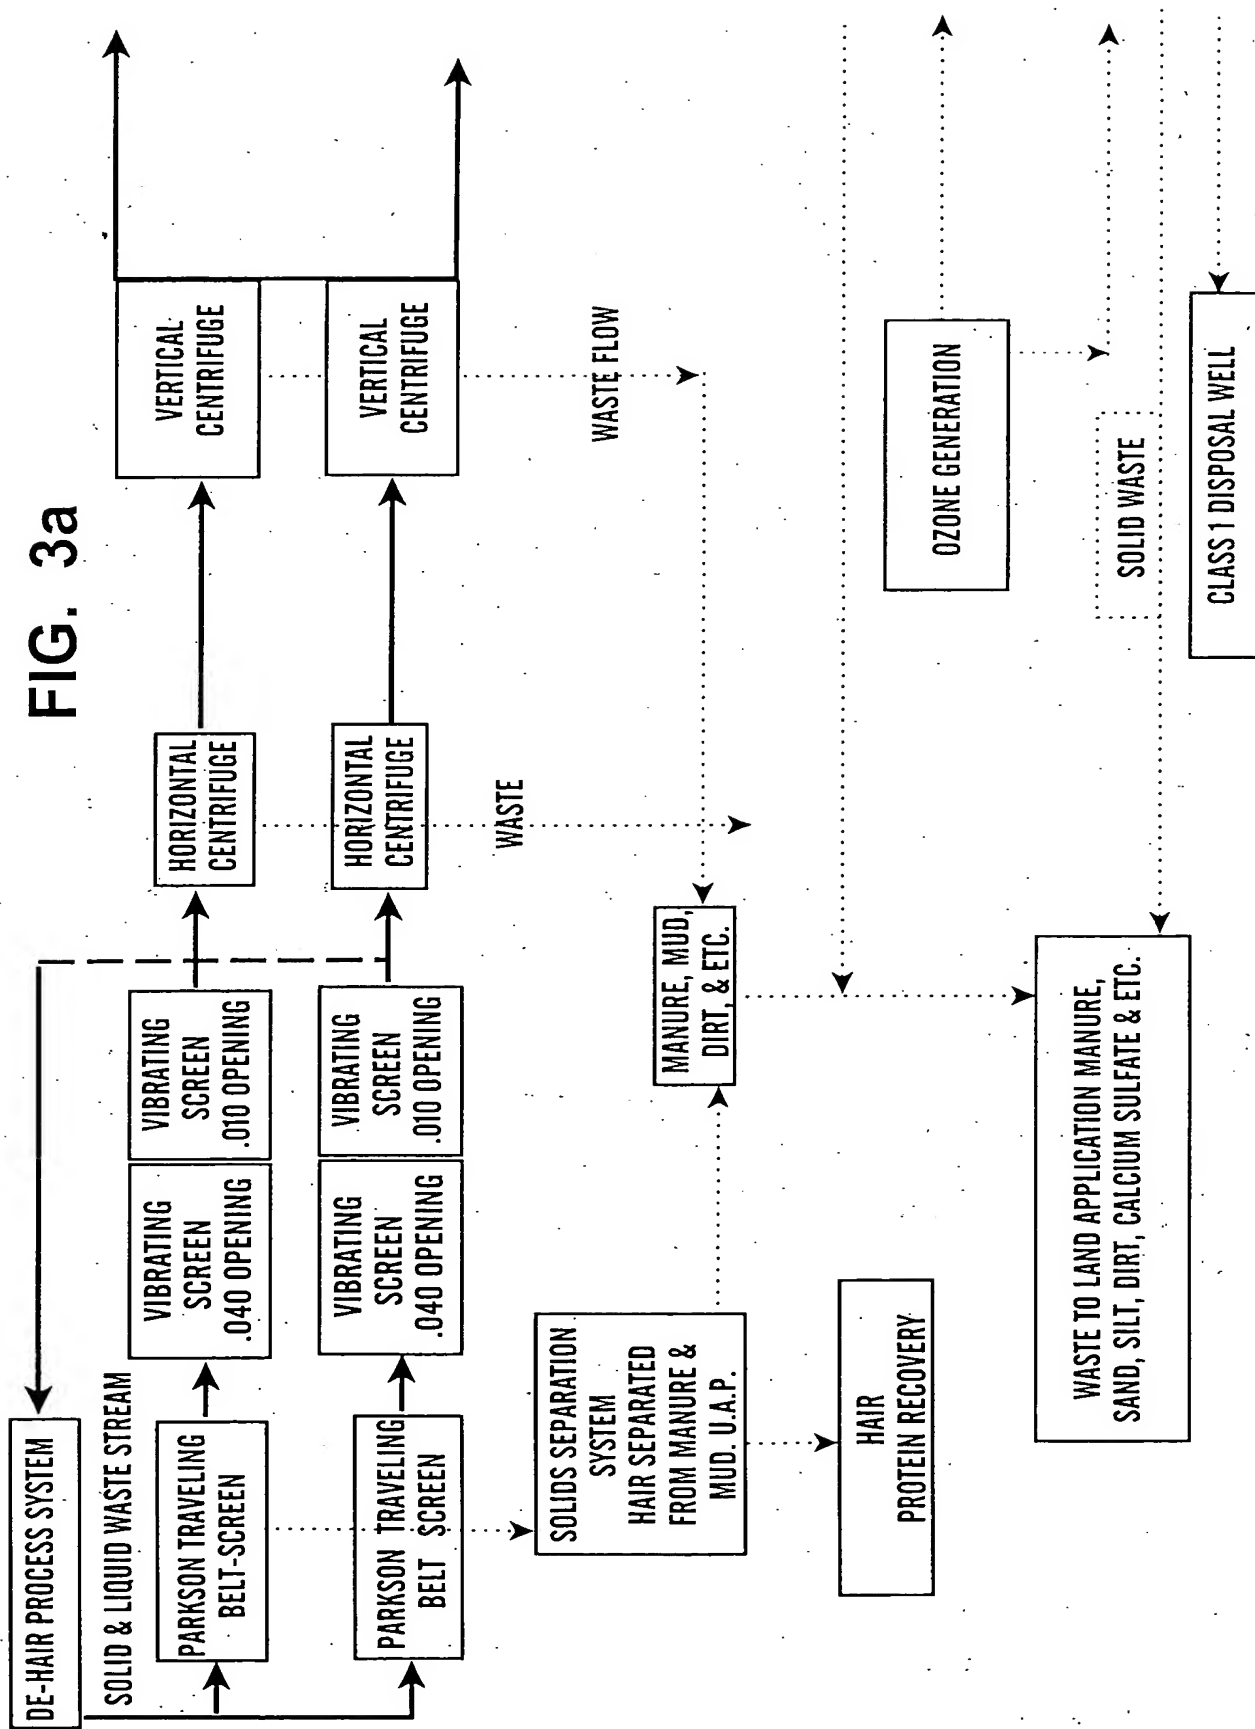 FIG. 3a
DE-HAIR PROCESS SYSTEM
SOLID & LIQUID WASTE STREAM
PARKSON TRAVELING
BELT-SCREEN
VIBRATING
SCREEN
.040 OPENING
VIBRATING
SCREEN
.010 OPENING
HORIZONTAL
CENTRIFUGE
VERTICAL
CENTRIFUGE
PARKSON TRAVELING
BELT SCREEN
VIBRATING
SCREEN
.040 OPENING
VIBRATING
SCREEN
.010 OPENING
HORIZONTAL
CENTRIFUGE
VERTICAL
CENTRIFUGE
WASTE
WASTE FLOW
SOLIDS SEPARATION
SYSTEM
HAIR SEPARATED
FROM MANURE &
MUD. U.A.P.
MANURE, MUD,
DIRT, & ETC.
HAIR
PROTEIN RECOVERY
OZONE GENERATION
WASTE TO LAND APPLICATION MANURE,
SAND, SILT, DIRT, CALCIUM SULFATE & ETC.
SOLID WASTE
CLASS 1 DISPOSAL WELL